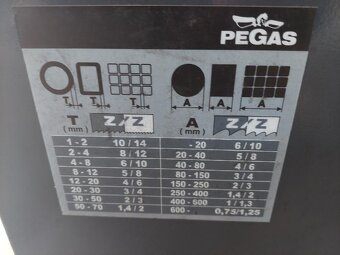 PEGAS
T T T A A A
T Z/Z A Z/Z
(mm) (mm)
1 - 2 10 / 14 - 20 6 / 10
2 - 4 8 / 12 20 - 40 5 / 8
4 - 8 6 / 10 40 - 80 4 / 6
8 - 12 5 / 8 80 - 150 3 / 4
12 - 20 4 / 6 150 - 250 2 / 3
20 - 30 3 / 4 250 - 400 1,4 / 2
30 - 50 2 / 3 400 - 600 1 / 1,3
50 - 70 1,4 / 2 600 - 0,75/1,25